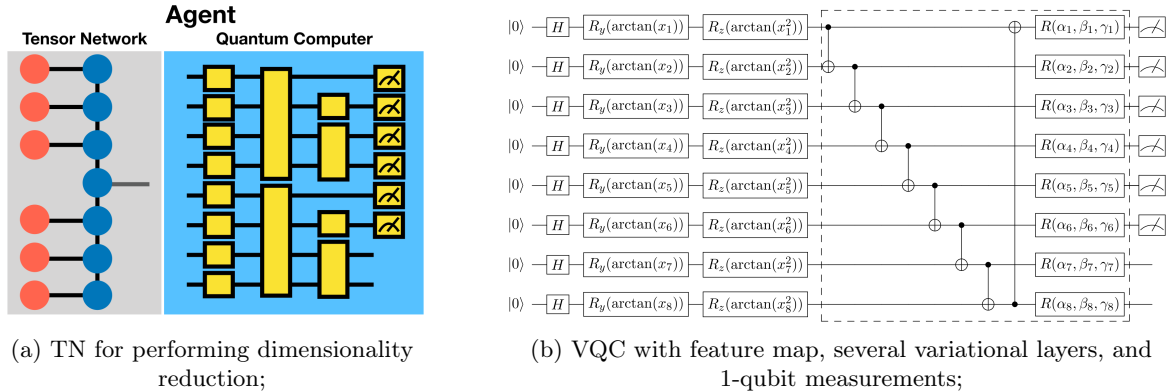 Agent
Tensor Network
Quantum Computer
|0⟩ H R_y(arctan(x_1)) R_z(arctan(x_1^2)) R(α_1, β_1, γ_1)
|0⟩ H R_y(arctan(x_2)) R_z(arctan(x_2^2)) R(α_2, β_2, γ_2)
|0⟩ H R_y(arctan(x_3)) R_z(arctan(x_3^2)) R(α_3, β_3, γ_3)
|0⟩ H R_y(arctan(x_4)) R_z(arctan(x_4^2)) R(α_4, β_4, γ_4)
|0⟩ H R_y(arctan(x_5)) R_z(arctan(x_5^2)) R(α_5, β_5, γ_5)
|0⟩ H R_y(arctan(x_6)) R_z(arctan(x_6^2)) R(α_6, β_6, γ_6)
|0⟩ H R_y(arctan(x_7)) R_z(arctan(x_7^2)) R(α_7, β_7, γ_7)
|0⟩ H R_y(arctan(x_8)) R_z(arctan(x_8^2)) R(α_8, β_8, γ_8)
(a) TN for performing dimensionality
reduction;
(b) VQC with feature map, several variational layers, and
1-qubit measurements;